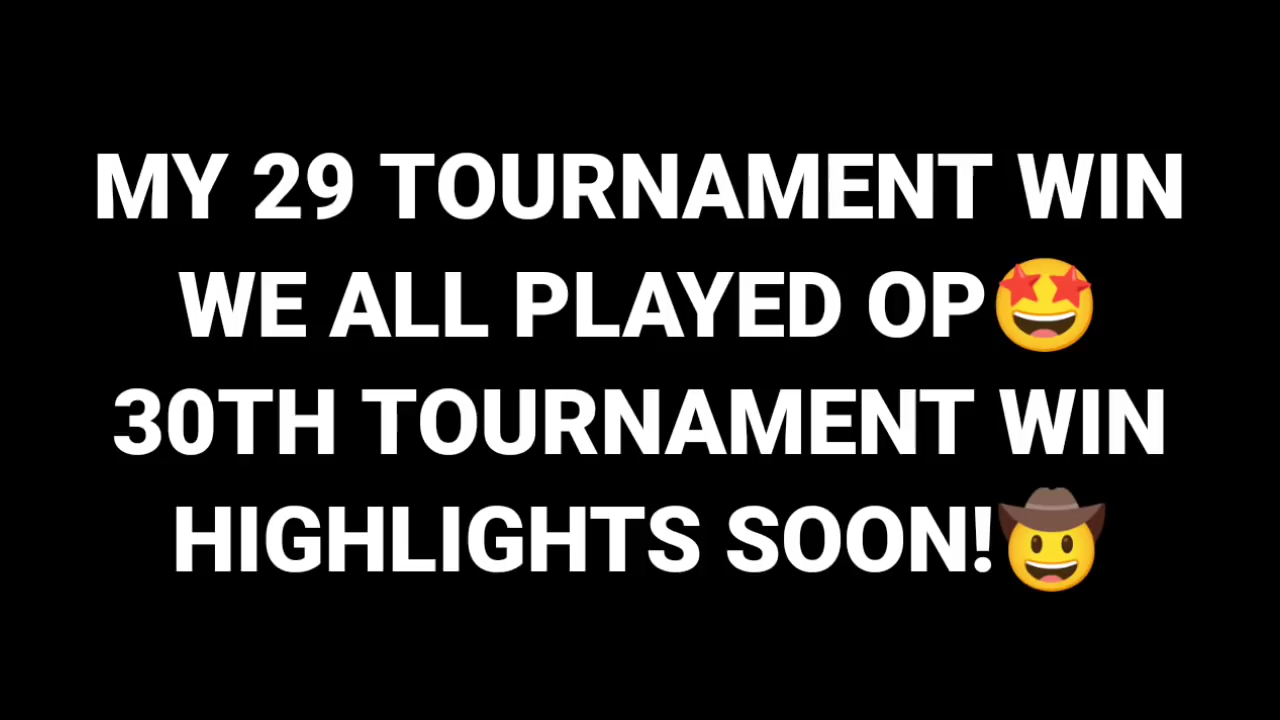 MY 29 TOURNAMENT WIN
WE ALL PLAYED OP🤩
30TH TOURNAMENT WIN
HIGHLIGHTS SOON!🤠